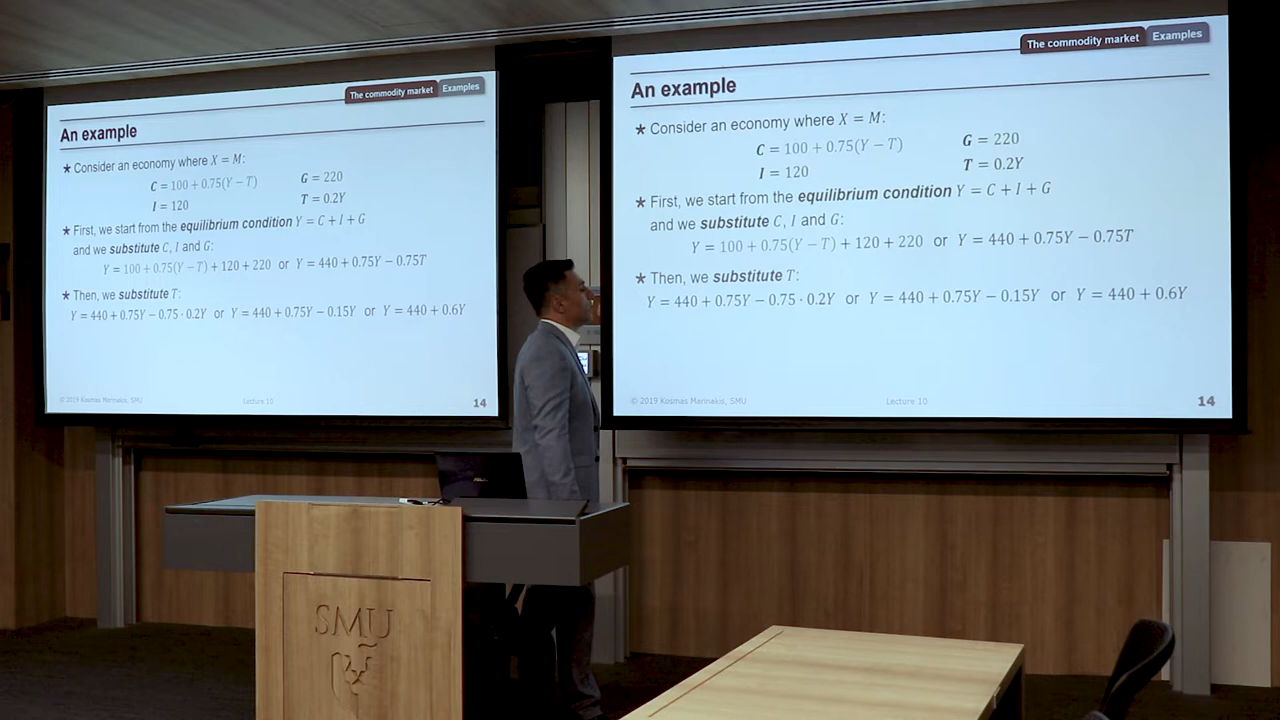 The commodity market Examples
An example
★ Consider an economy where X = M:
C = 100 + 0.75(Y − T) G = 220
I = 120 T = 0.2Y
★ First, we start from the equilibrium condition Y = C + I + G
and we substitute C, I and G:
Y = 100 + 0.75(Y − T) + 120 + 220 or Y = 440 + 0.75Y − 0.75T
★ Then, we substitute T:
Y = 440 + 0.75Y − 0.75 · 0.2Y or Y = 440 + 0.75Y − 0.15Y or Y = 440 + 0.6Y
© 2019 Kosmas Marinakis, SMU Lecture 10 14
The commodity market Examples
An example
★ Consider an economy where X = M:
C = 100 + 0.75(Y − T) G = 220
I = 120 T = 0.2Y
★ First, we start from the equilibrium condition Y = C + I + G
and we substitute C, I and G:
Y = 100 + 0.75(Y − T) + 120 + 220 or Y = 440 + 0.75Y − 0.75T
★ Then, we substitute T:
Y = 440 + 0.75Y − 0.75 · 0.2Y or Y = 440 + 0.75Y − 0.15Y or Y = 440 + 0.6Y
© 2019 Kosmas Marinakis, SMU Lecture 10 14
SMU